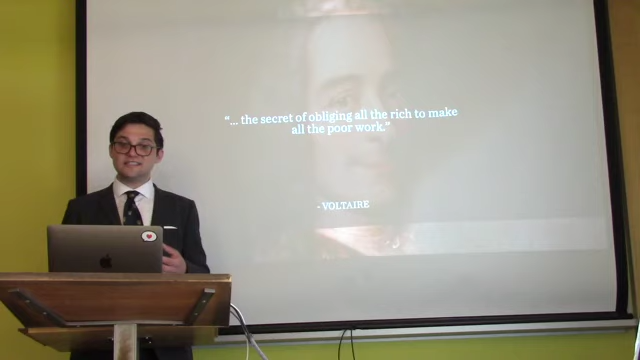 “... the secret of obliging all the rich to make
all the poor work.”
- VOLTAIRE